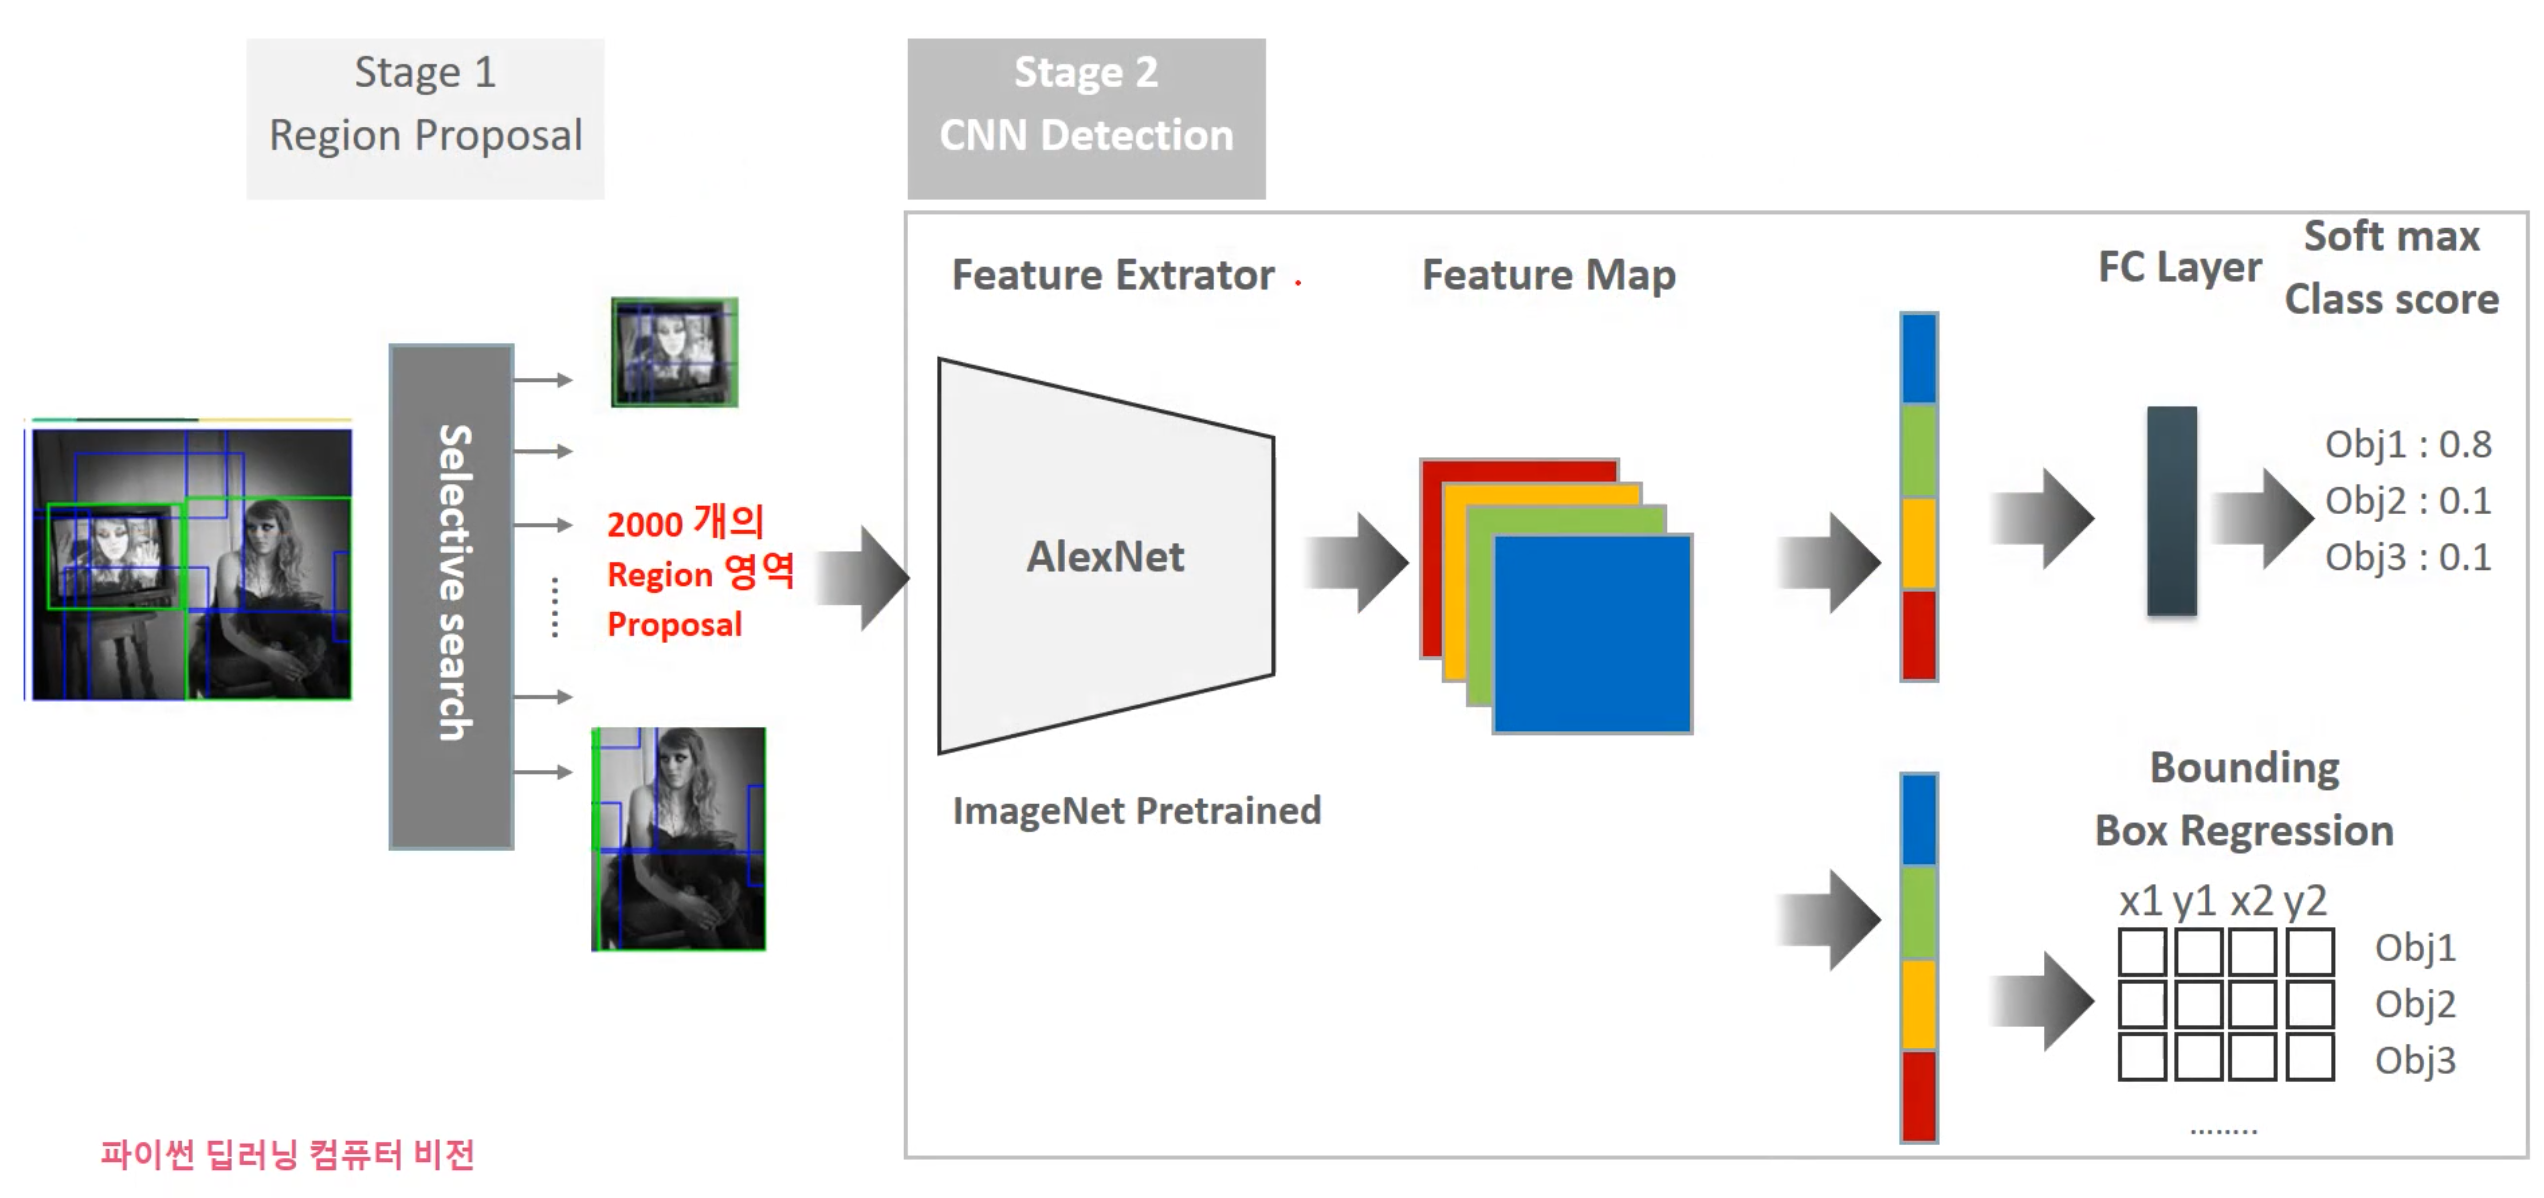 Stage 1
Region Proposal
Stage 2
CNN Detection
Selective search
2000 개의
Region 영역
Proposal
Feature Extrator
AlexNet
ImageNet Pretrained
Feature Map
FC Layer
Soft max
Class score
Obj1 : 0.8
Obj2 : 0.1
Obj3 : 0.1
Bounding
Box Regression
x1 y1 x2 y2
Obj1
Obj2
Obj3
........
파이썬 딥러닝 컴퓨터 비전